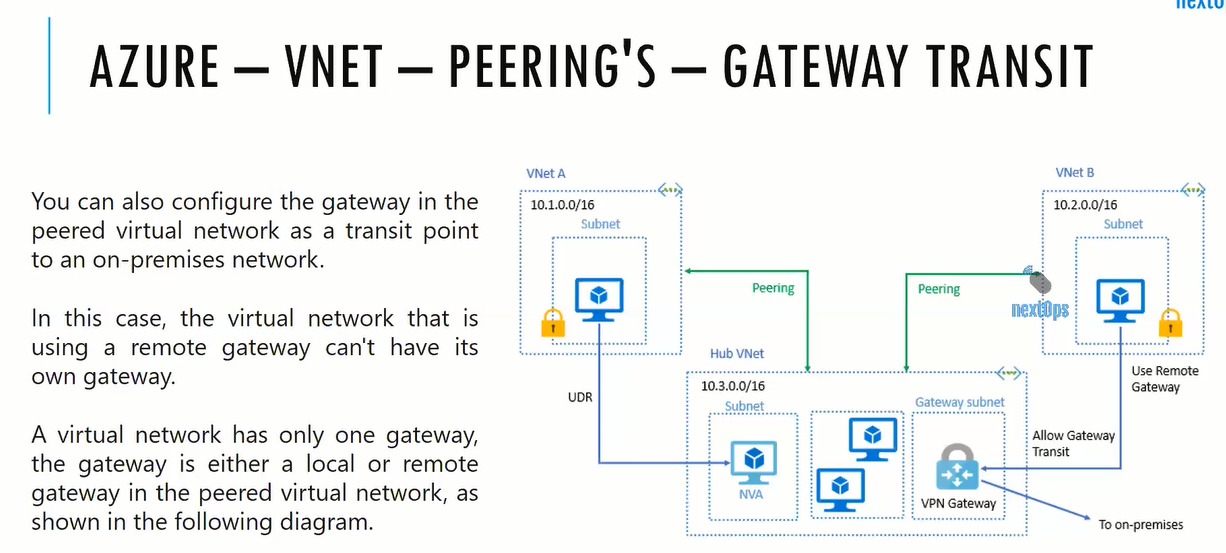 AZURE – VNET – PEERING'S – GATEWAY TRANSIT
You can also configure the gateway in the
peered virtual network as a transit point
to an on-premises network.
In this case, the virtual network that is
using a remote gateway can't have its
own gateway.
A virtual network has only one gateway,
the gateway is either a local or remote
gateway in the peered virtual network, as
shown in the following diagram.
VNet A
10.1.0.0/16
Subnet
VNet B
10.2.0.0/16
Subnet
Peering
Peering
nextOps
Use Remote
Gateway
UDR
Hub VNet
10.3.0.0/16
Subnet
NVA
Gateway subnet
VPN Gateway
Allow Gateway
Transit
To on-premises